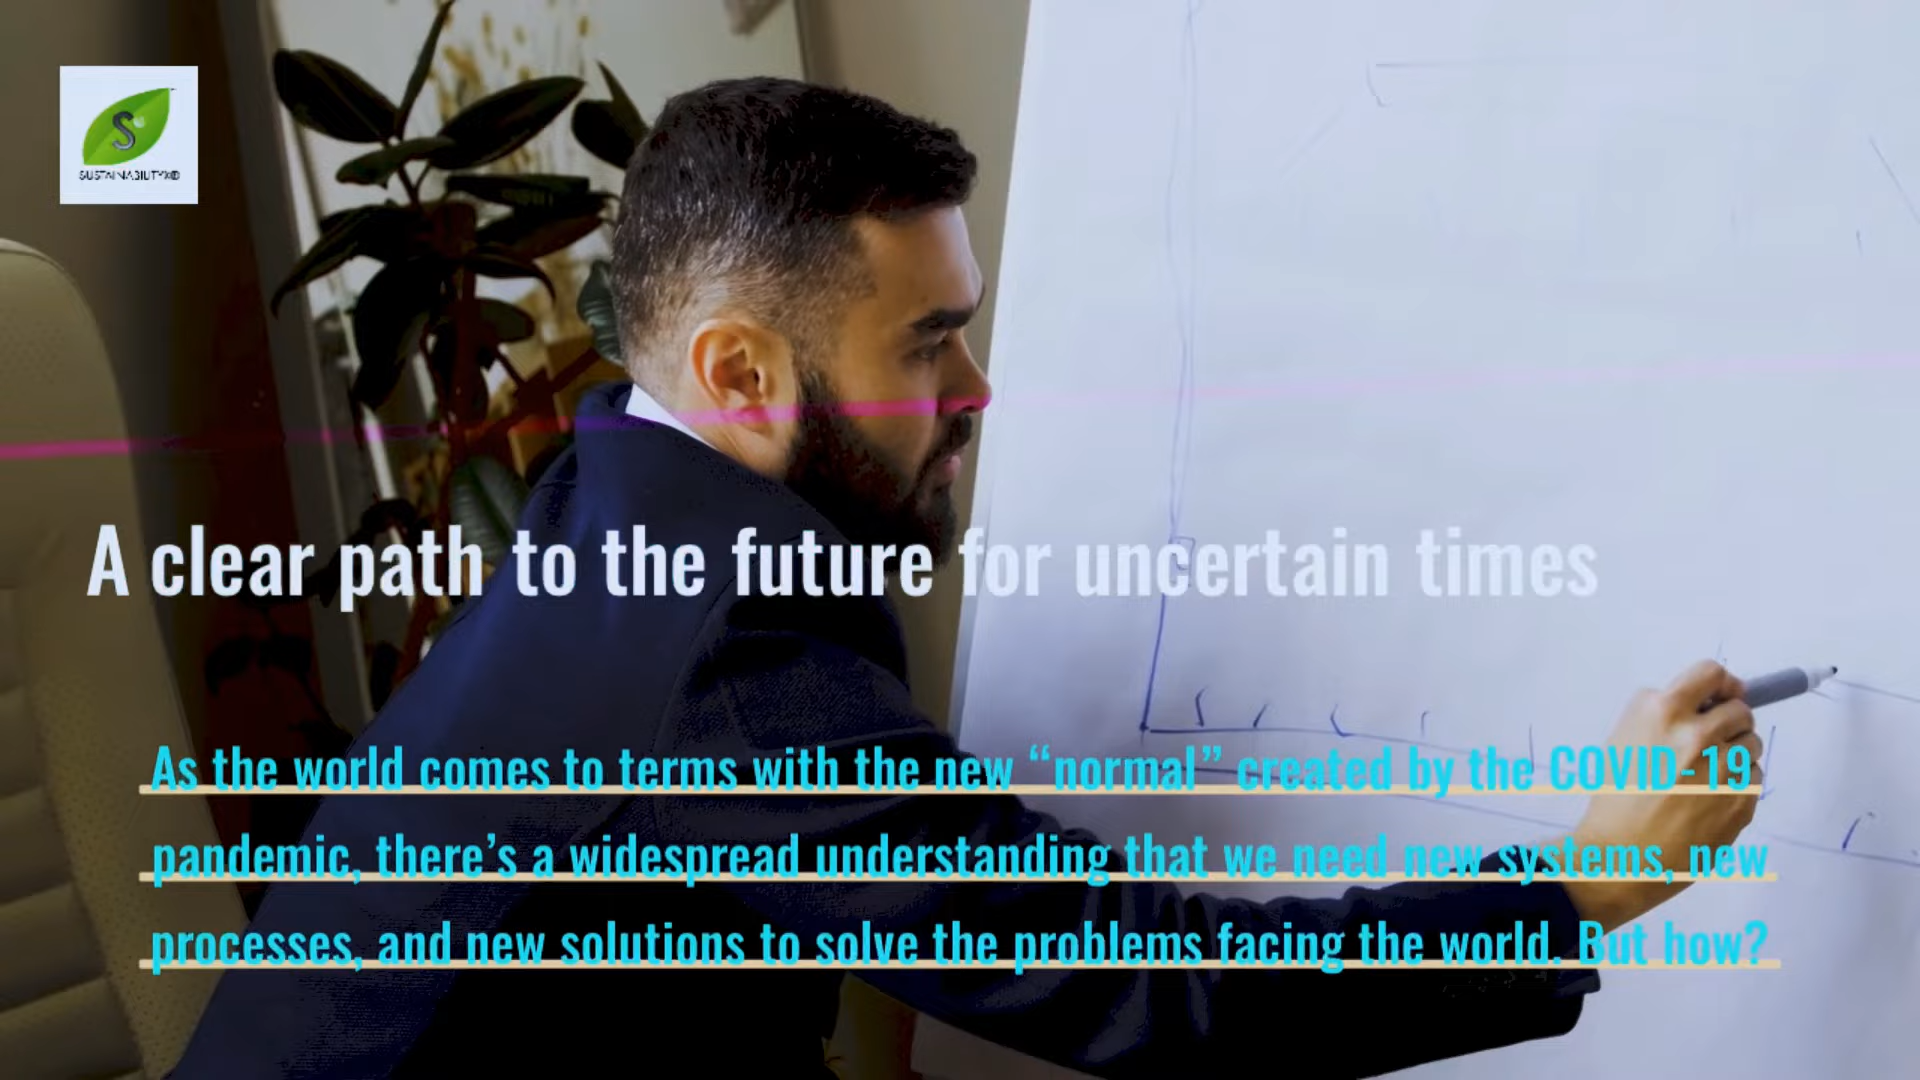 S
SUSTAINABILITYX®
A clear path to the future for uncertain times
As the world comes to terms with the new “normal” created by the COVID-19
pandemic, there’s a widespread understanding that we need new systems, new
processes, and new solutions to solve the problems facing the world. But how?